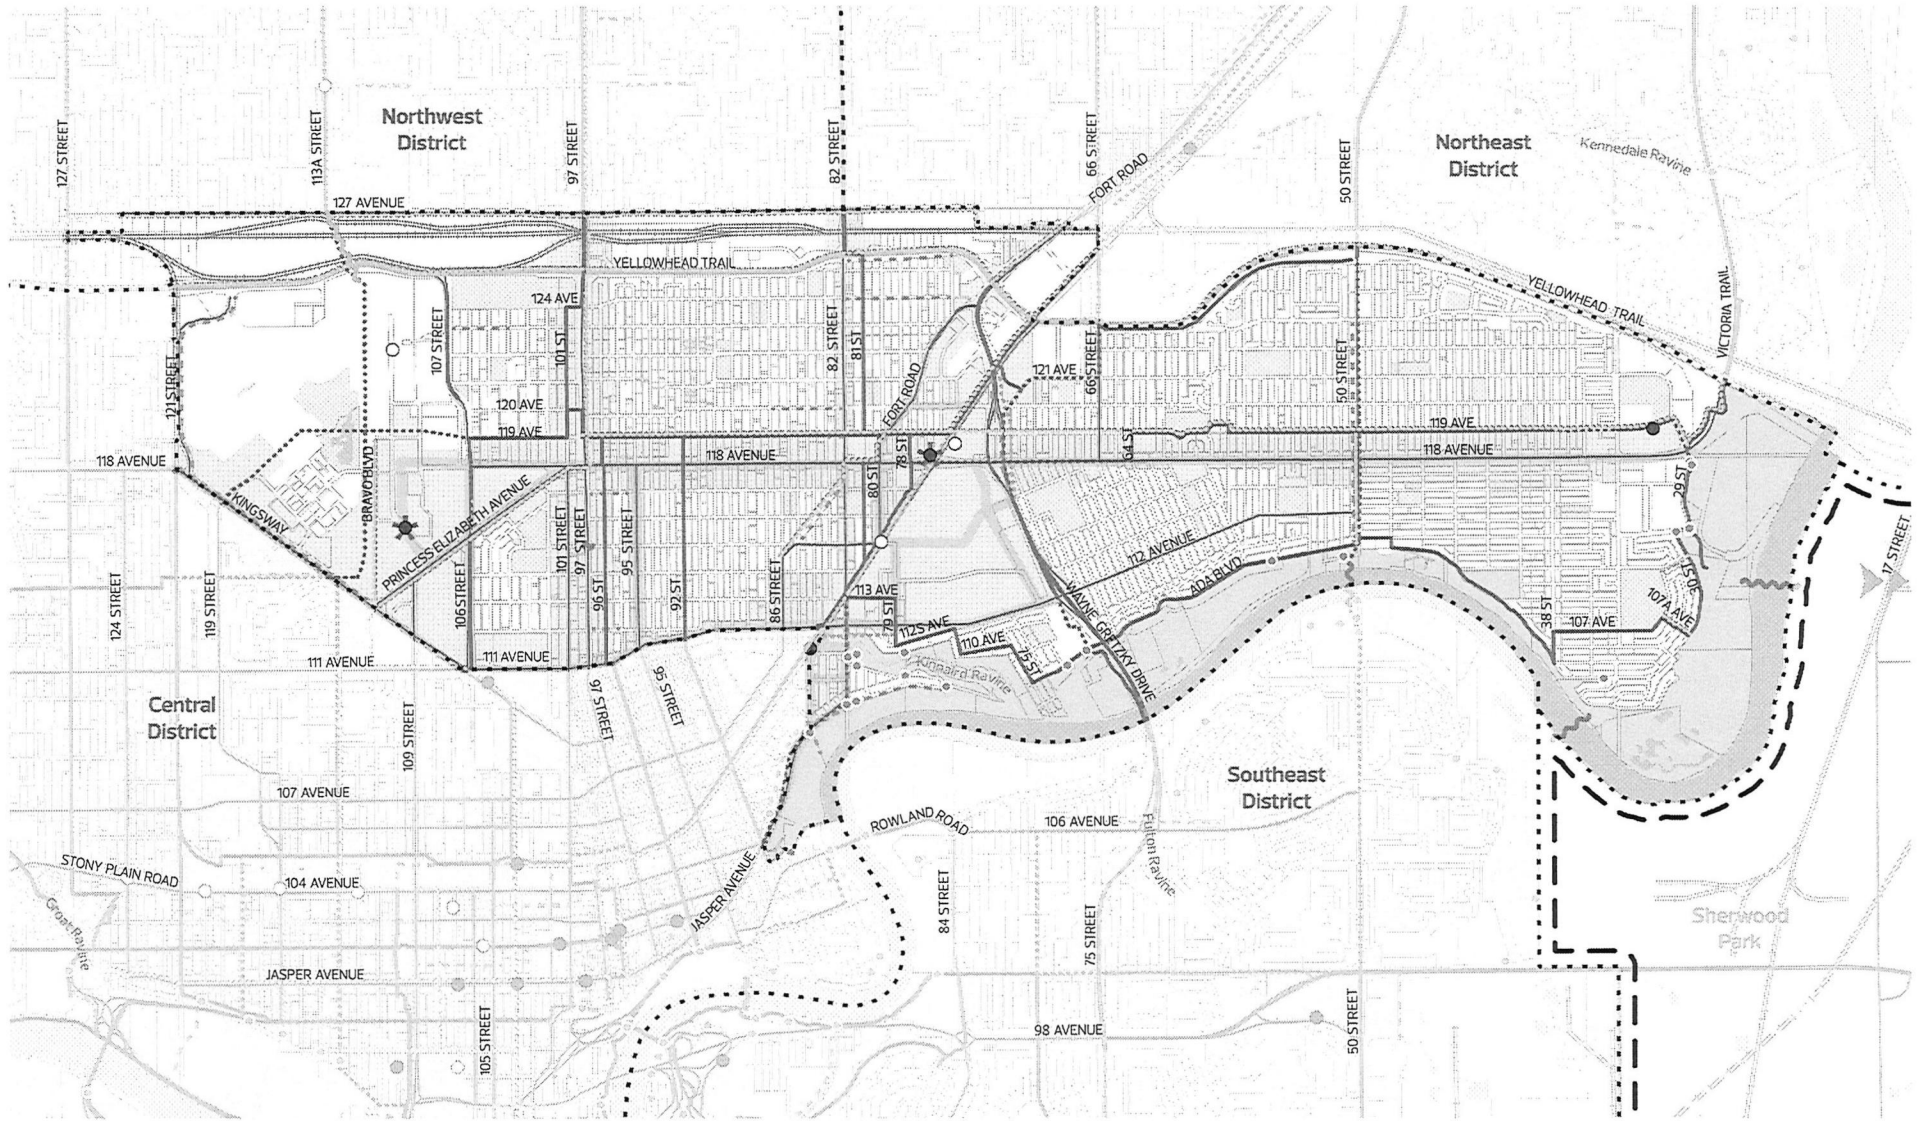 127 STREET
113A STREET
Northwest
District
97 STREET
82 STREET
66 STREET
FORT ROAD
50 STREET
Northeast
District
Kennedale Ravine
127 AVENUE
YELLOWHEAD TRAIL
YELLOWHEAD TRAIL
VICTORIA TRAIL
124 AVE
107 STREET
101 ST
82 STREET
81 ST
121 STREET
FORT ROAD
121 AVE
66 STREET
50 STREET
120 AVE
119 AVE
119 AVE
118 AVENUE
118 AVENUE
118 AVENUE
78 ST
64 ST
80 ST
29 ST
KINGSWAY
BRAVO BLVD
PRINCESS ELIZABETH AVENUE
101 STREET
97 STREET
95 STREET
112 AVENUE
17 STREET
124 STREET
119 STREET
106 STREET
96 ST
92 ST
86 STREET
113 AVE
79 ST
WAYNE GRETZKY DRIVE
ADA BLVD
30 ST
107A AVE
38 ST
107 AVE
112S AVE
110 AVE
75 ST
Kinnaird Ravine
111 AVENUE
111 AVENUE
Central
District
109 STREET
97 STREET
95 STREET
107 AVENUE
Southeast
District
ROWLAND ROAD
106 AVENUE
Fulton Ravine
STONY PLAIN ROAD
104 AVENUE
JASPER AVENUE
84 STREET
75 STREET
Groat Ravine
Sherwood
Park
JASPER AVENUE
105 STREET
98 AVENUE
50 STREET